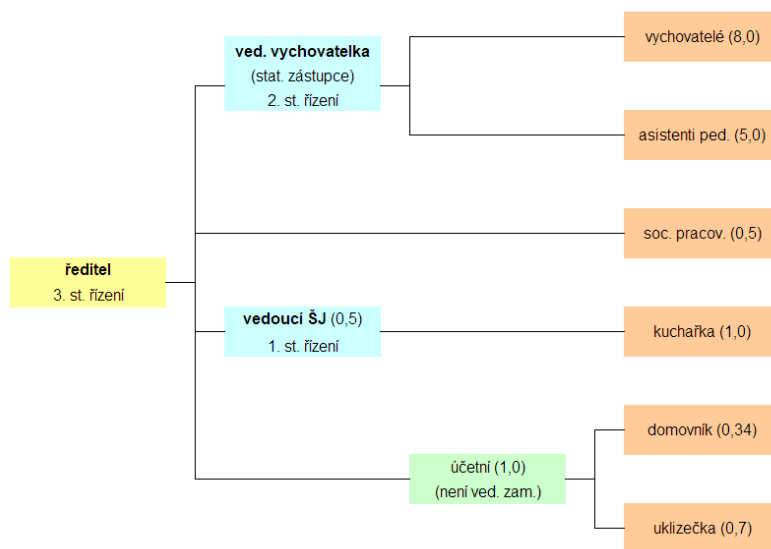 ved. vychovatelka
(stat. zástupce)
2. st. řízení
vychovatelé (8,0)
asistenti ped. (5,0)
soc. pracov. (0,5)
ředitel
3. st. řízení
vedoucí ŠJ (0,5)
1. st. řízení
kuchařka (1,0)
domovník (0,34)
účetní (1,0)
(není ved. zam.)
uklizečka (0,7)